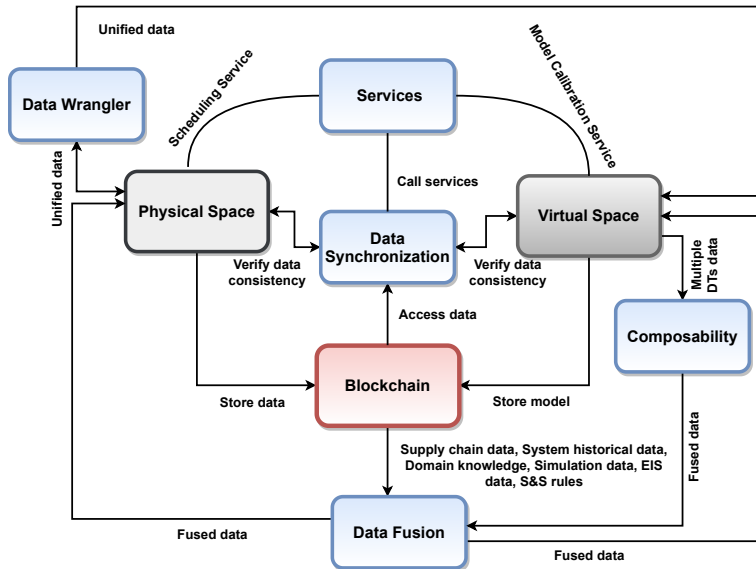 Unified data
Scheduling Service
Model Calibration Service
Services
Data Wrangler
Unified data
Call services
Physical Space
Virtual Space
Data
Synchronization
Verify data
consistency
Verify data
consistency
Multiple
DTs data
Access data
Composability
Blockchain
Store data
Store model
Supply chain data, System historical data,
Domain knowledge, Simulation data, EIS
data, S&S rules
Fused data
Data Fusion
Fused data
Fused data